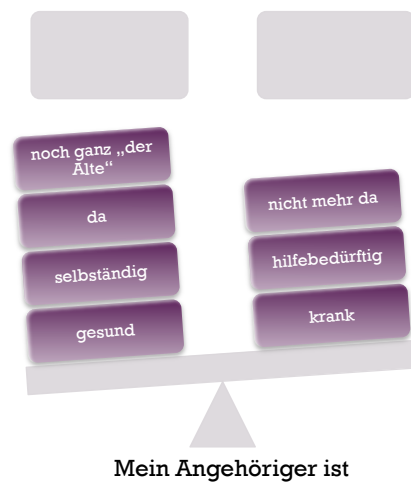 noch ganz „der
Alte“
da
selbständig
gesund
nicht mehr da
hilfebedürftig
krank
Mein Angehöriger ist